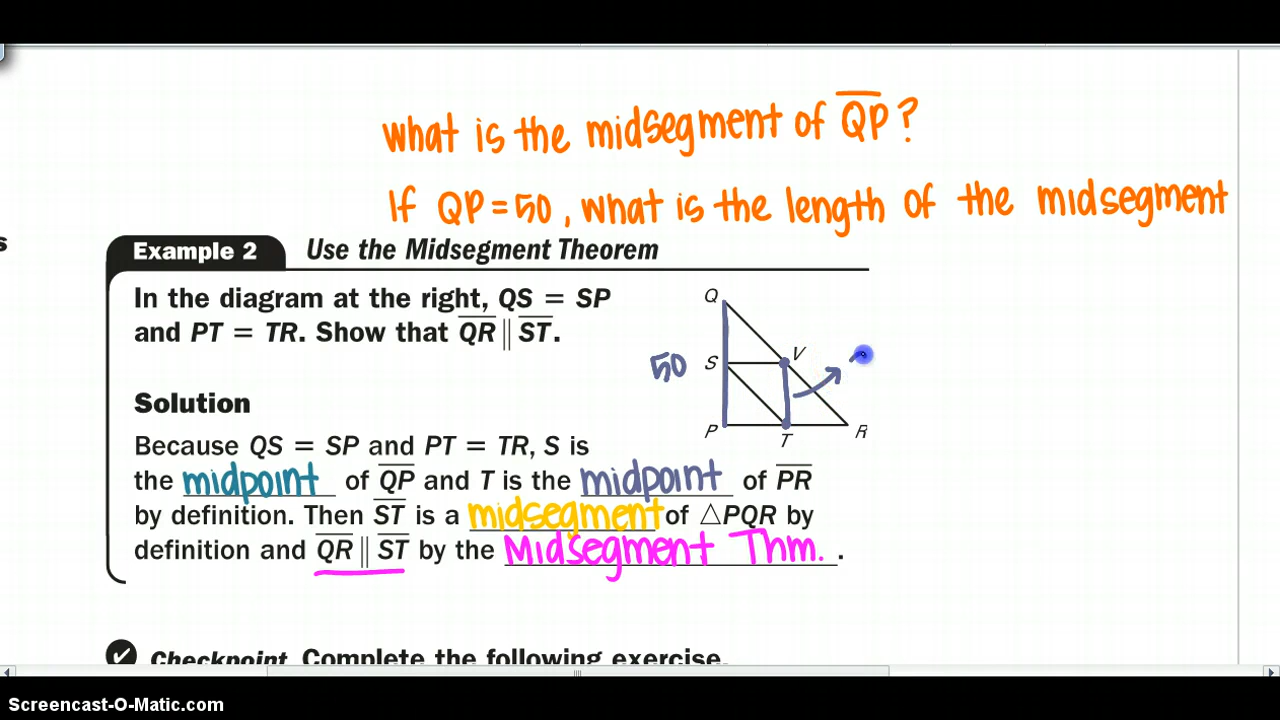 What is the midsegment of QP?
If QP=50, what is the length of the midsegment
s
Example 2 Use the Midsegment Theorem
In the diagram at the right, QS = SP
and PT = TR. Show that QR || ST.
Q
S
V
50
P
T
R
Solution
Because QS = SP and PT = TR, S is
the midpoint of QP and T is the midpoint of PR
by definition. Then ST is a midsegment of △PQR by
definition and QR || ST by the Midsegment Thm. .
✓ Checkpoint Complete the following exercise.
Screencast-O-Matic.com